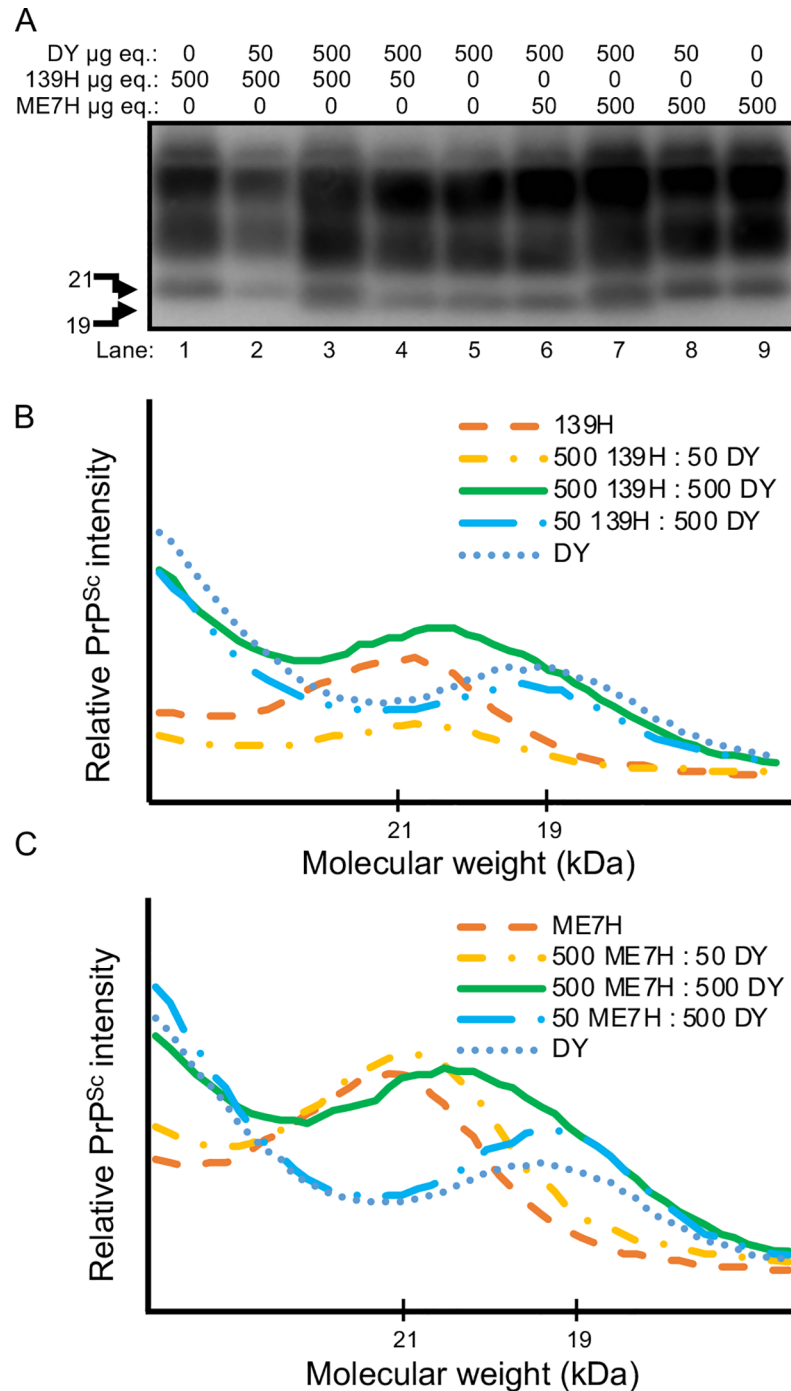 A
DY µg eq.: 0 50 500 500 500 500 500 50 0
139H µg eq.: 500 500 500 50 0 0 0 0 0
ME7H µg eq.: 0 0 0 0 0 50 500 500 500
21
19
Lane: 1 2 3 4 5 6 7 8 9
B
139H
500 139H : 50 DY
500 139H : 500 DY
50 139H : 500 DY
DY
Relative PrPSc intensity
21 19
Molecular weight (kDa)
C
ME7H
500 ME7H : 50 DY
500 ME7H : 500 DY
50 ME7H : 500 DY
DY
Relative PrPSc intensity
21 19
Molecular weight (kDa)